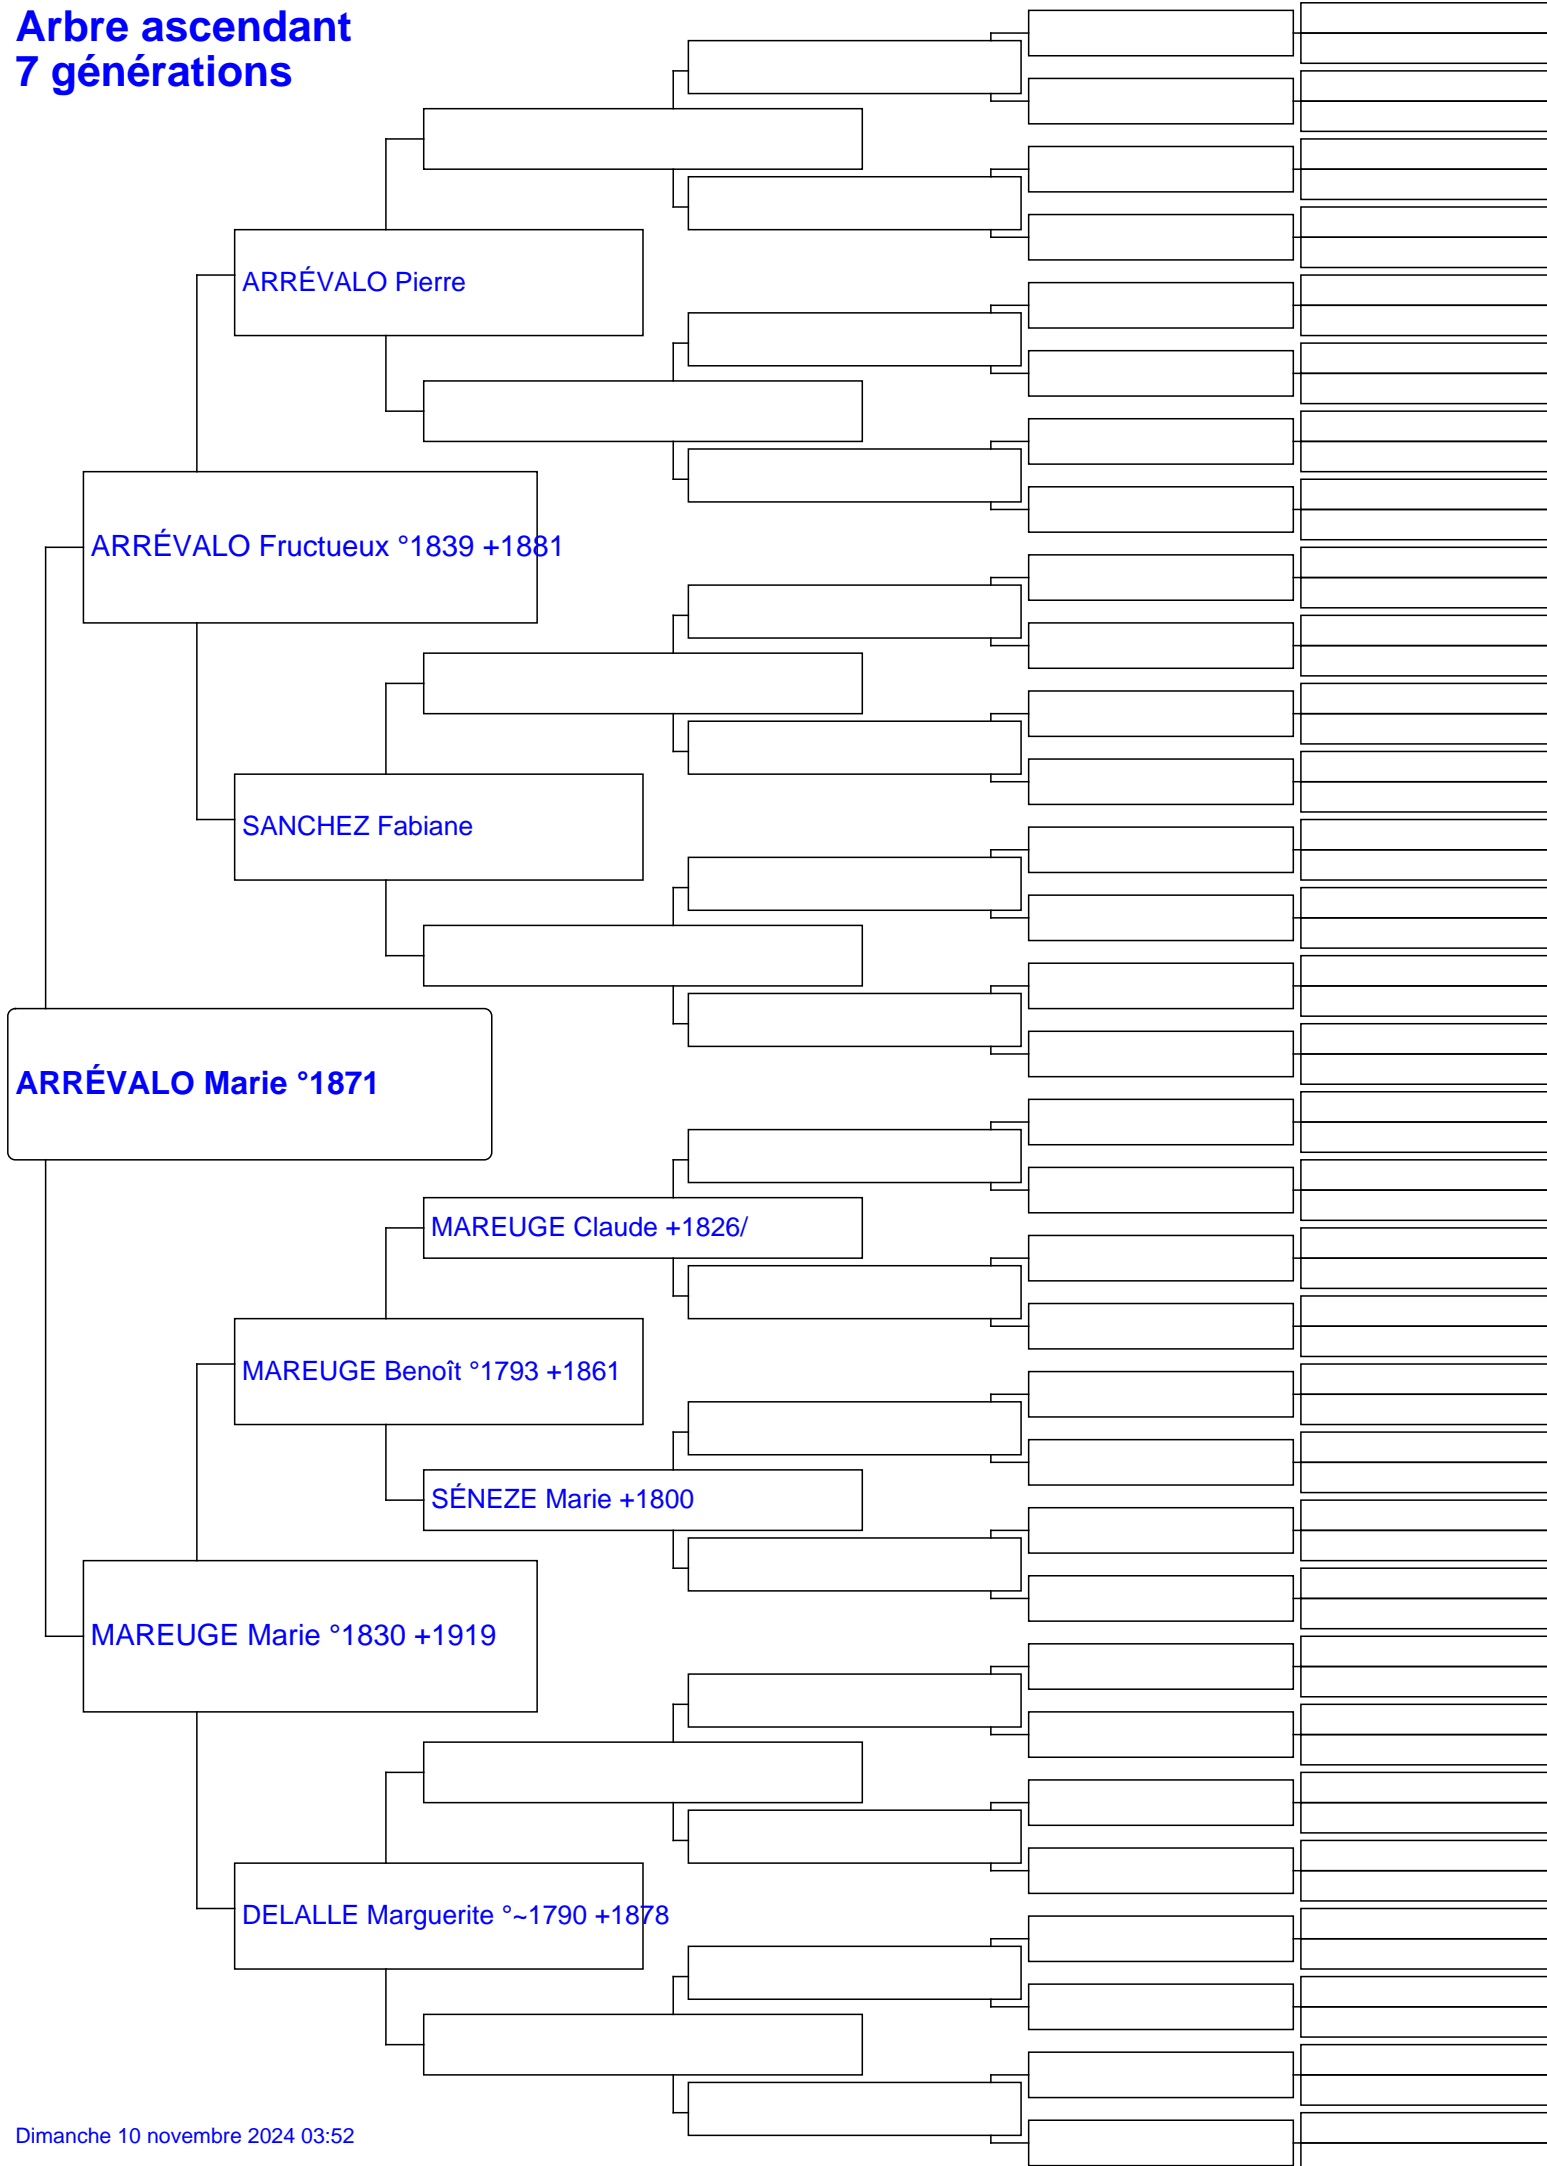 Arbre ascendant
7 générations
ARRÉVALO Pierre
ARRÉVALO Fructueux °1839 +1881
SANCHEZ Fabiane
ARRÉVALO Marie °1871
MAREUGE Claude +1826/
MAREUGE Benoît °1793 +1861
SÉNEZE Marie +1800
MAREUGE Marie °1830 +1919
DELALLE Marguerite °~1790 +1878
Dimanche 10 novembre 2024 03:52